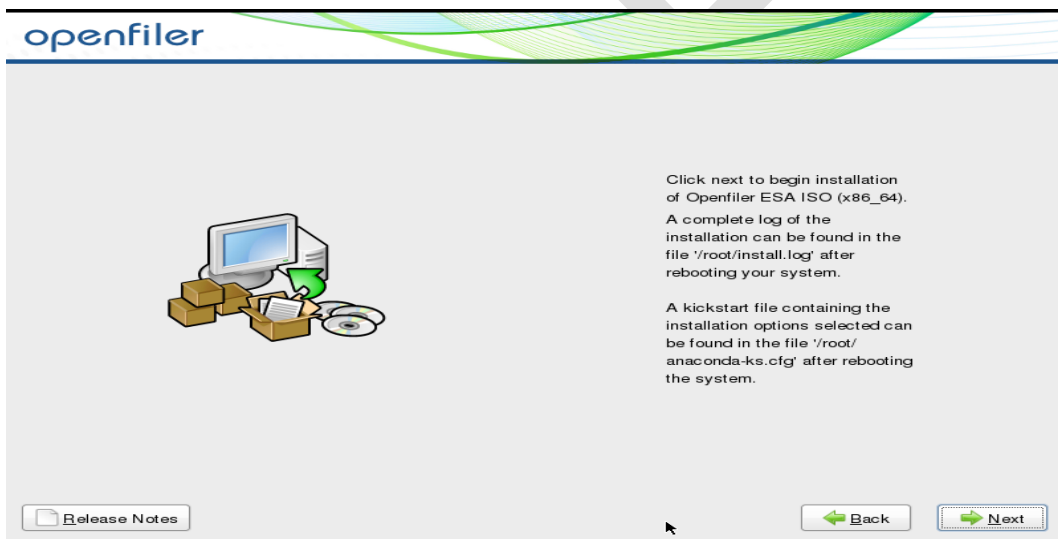 openfiler
Click next to begin installation
of Openfiler ESA ISO (x86_64).
A complete log of the
installation can be found in the
file '/root/install.log' after
rebooting your system.
A kickstart file containing the
installation options selected can
be found in the file '/root/
anaconda-ks.cfg' after rebooting
the system.
Release Notes
Back
Next